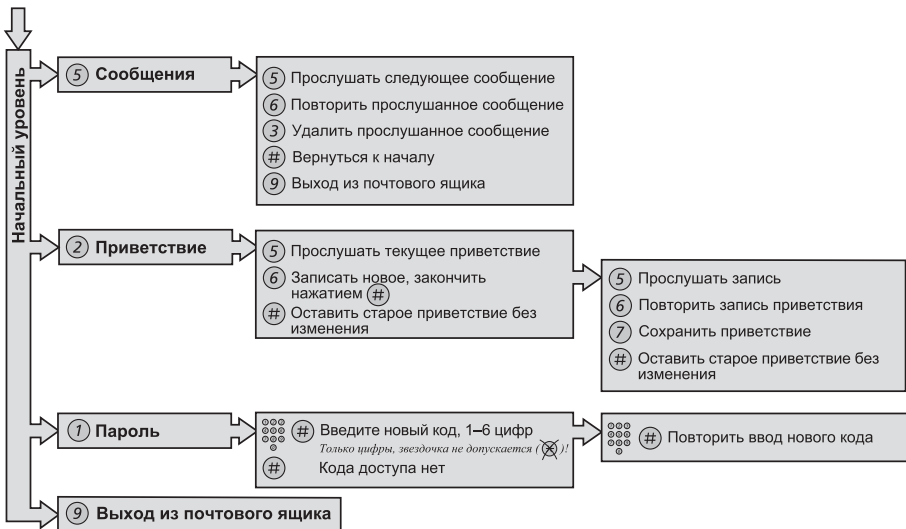 Начальный уровень
5 Сообщения
5 Прослушать следующее сообщение
6 Повторить прослушанное сообщение
3 Удалить прослушанное сообщение
# Вернуться к началу
9 Выход из почтового ящика
2 Приветствие
5 Прослушать текущее приветствие
6 Записать новое, закончить
нажатием #
# Оставить старое приветствие без
изменения
5 Прослушать запись
6 Повторить запись приветствия
7 Сохранить приветствие
# Оставить старое приветствие без
изменения
1 Пароль
# Введите новый код, 1–6 цифр
Только цифры, звездочка не допускается (*)!
# Кода доступа нет
# Повторить ввод нового кода
9 Выход из почтового ящика